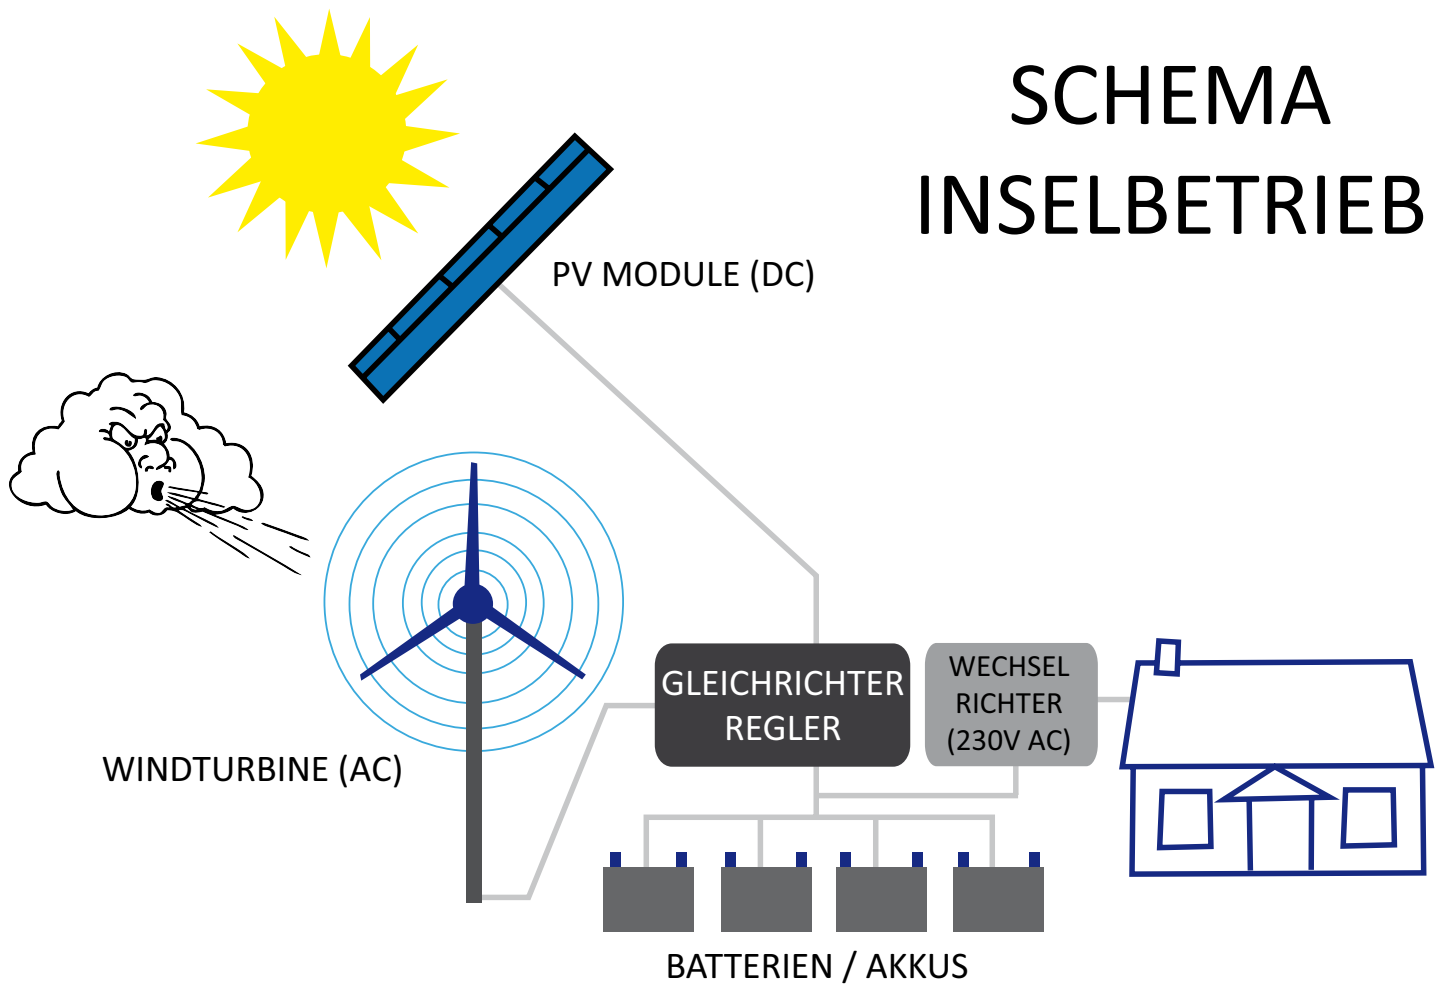 SCHEMA
INSELBETRIEB
PV MODULE (DC)
WINDTURBINE (AC)
GLEICHRICHTER
REGLER
WECHSEL
RICHTER
(230V AC)
BATTERIEN / AKKUS